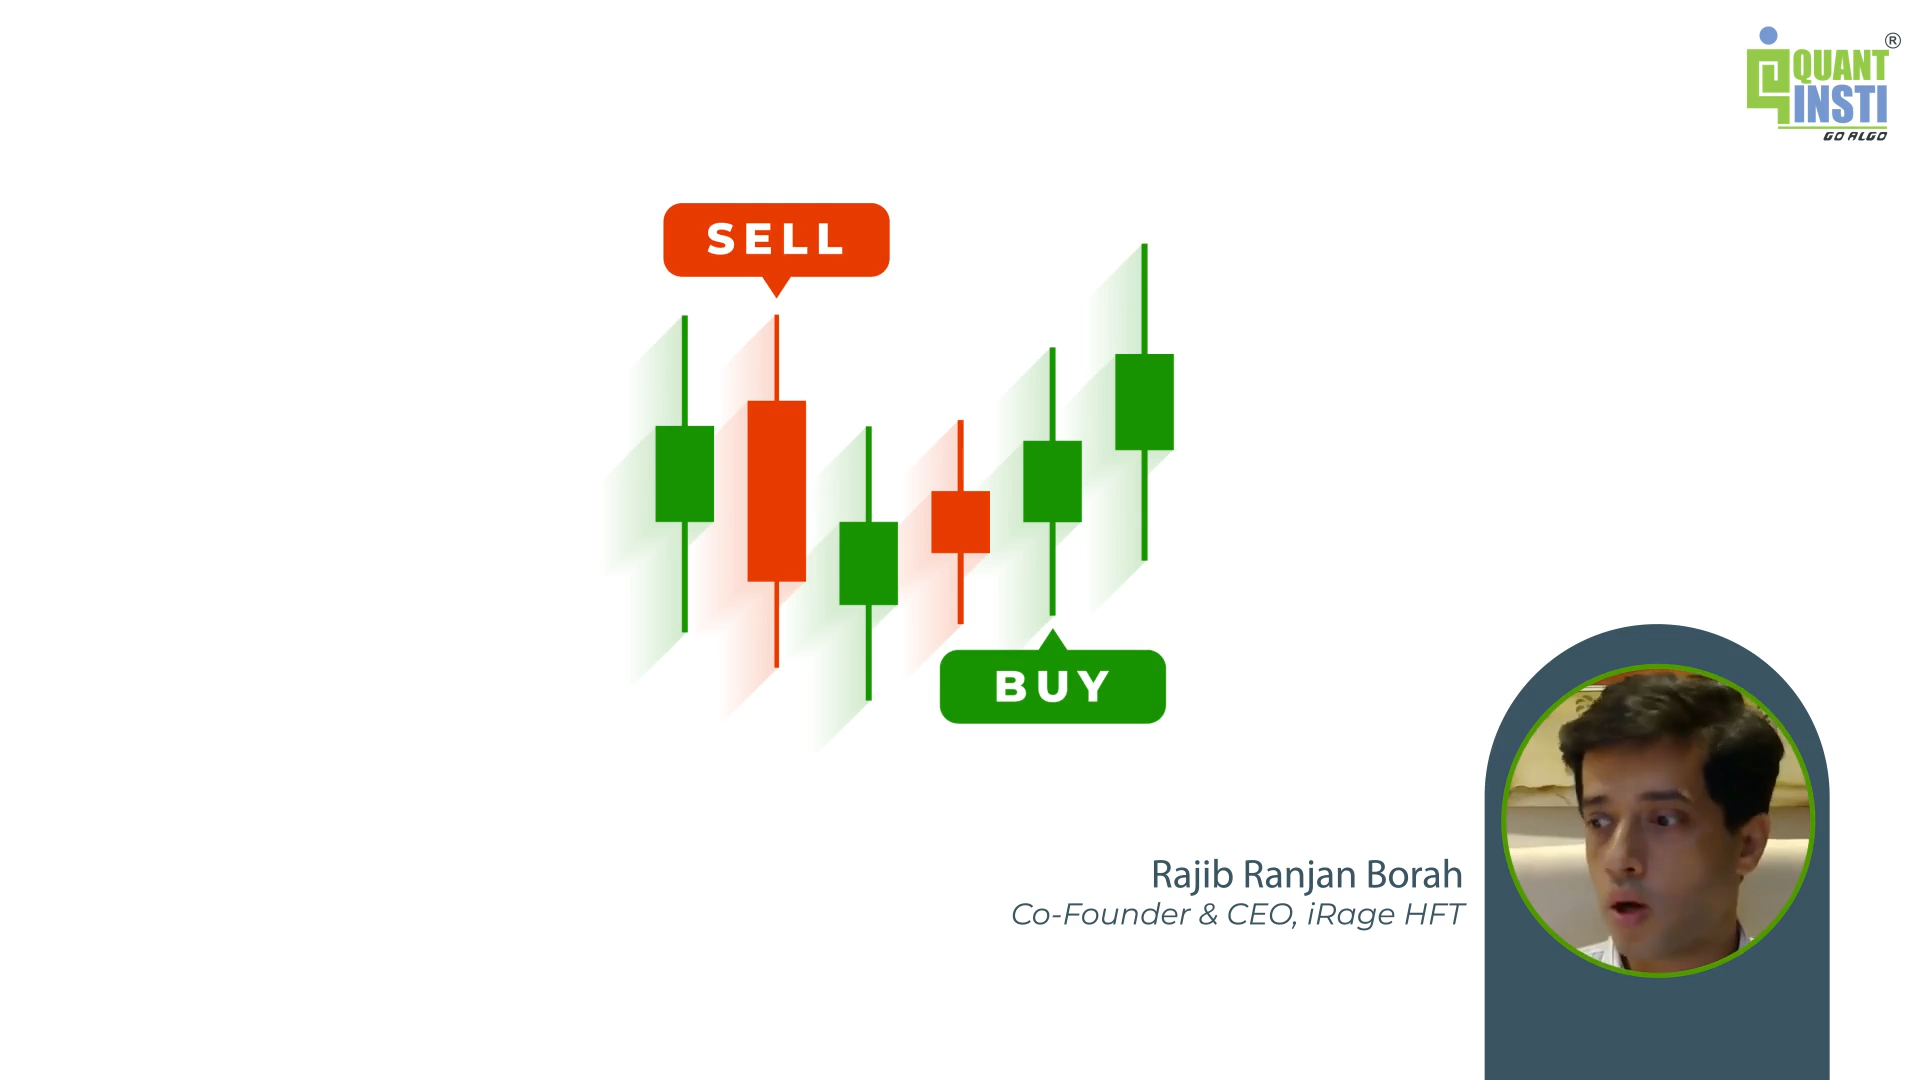 ®
QUANT
INSTI
GO ALGO
SELL
BUY
Rajib Ranjan Borah
Co-Founder & CEO, iRage HFT